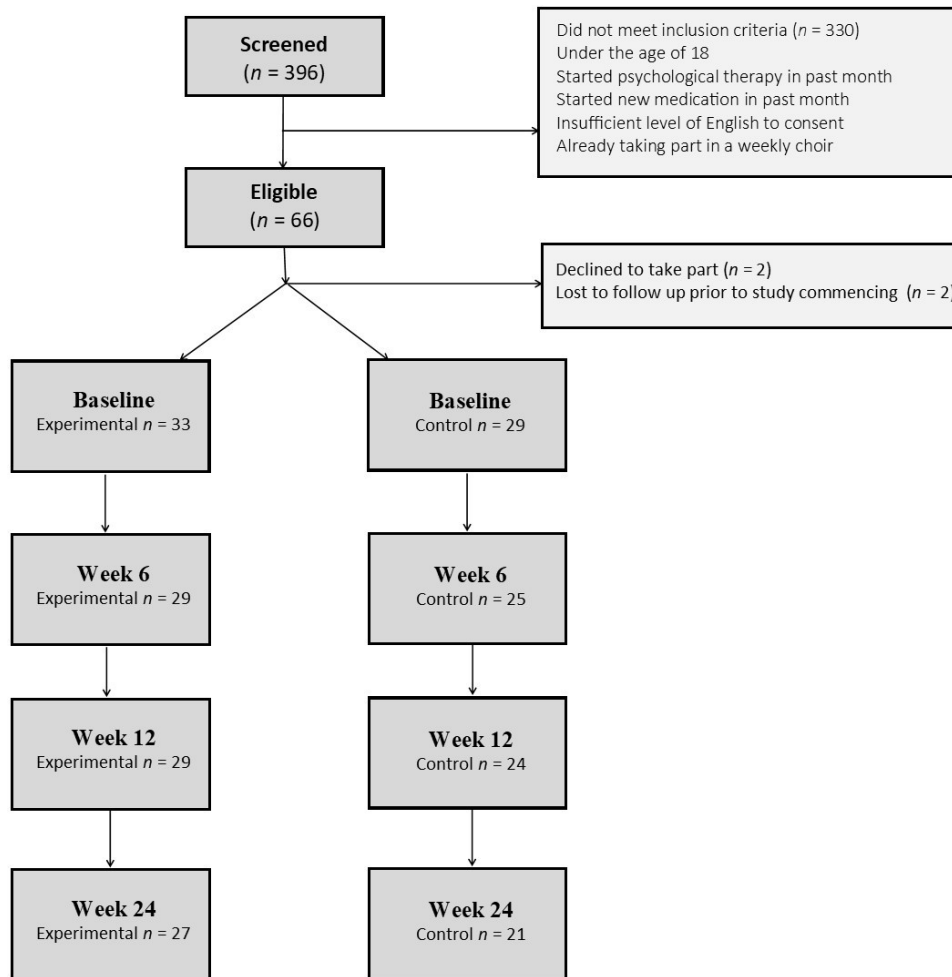 Screened
(n = 396)
Did not meet inclusion criteria (n = 330)
Under the age of 18
Started psychological therapy in past month
Started new medication in past month
Insufficient level of English to consent
Already taking part in a weekly choir
Eligible
(n = 66)
Declined to take part (n = 2)
Lost to follow up prior to study commencing (n = 2)
Baseline
Experimental n = 33
Baseline
Control n = 29
Week 6
Experimental n = 29
Week 6
Control n = 25
Week 12
Experimental n = 29
Week 12
Control n = 24
Week 24
Experimental n = 27
Week 24
Control n = 21